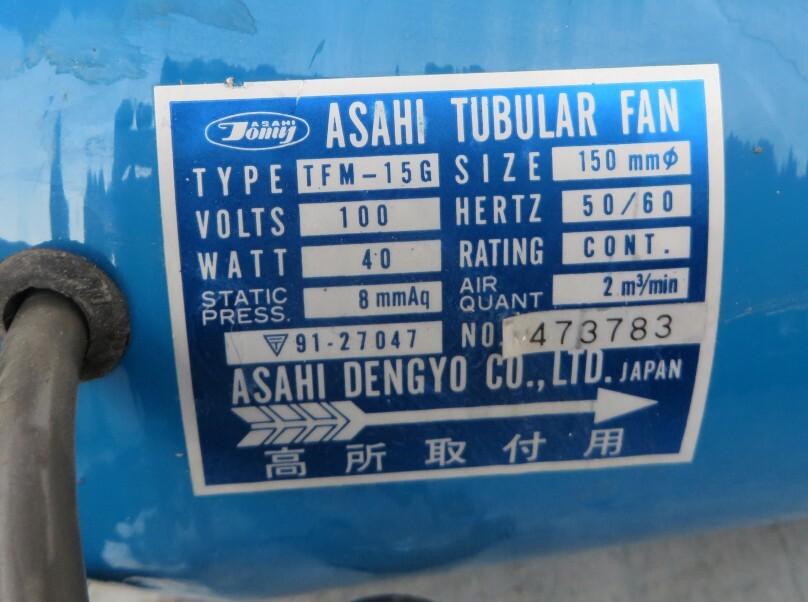 ASAHI Tomij ASAHI TUBULAR FAN
TYPE TFM-15G SIZE 150 mmφ
VOLTS 100 HERTZ 50/60
WATT 40 RATING CONT.
STATIC PRESS. 8 mmAq AIR QUANT 2 m³/min
〒 91-27047 NO. 473783
ASAHI DENGYO CO., LTD. JAPAN
高所取付用